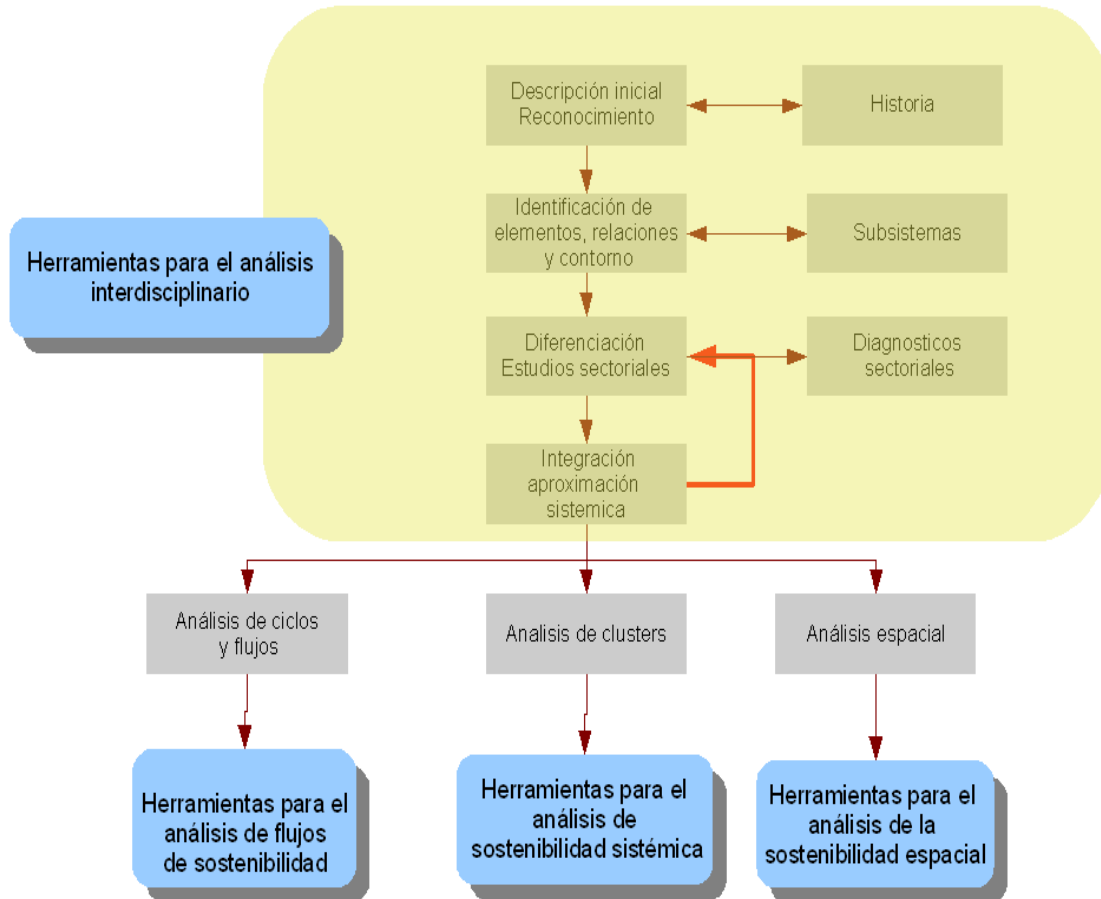 Descripción inicial
Reconocimiento
Historia
Identificación de
elementos, relaciones
y contorno
Subsistemas
Herramientas para el análisis
interdisciplinario
Diferenciación
Estudios sectoriales
Diagnosticos
sectoriales
Integración
aproximación
sistemica
Análisis de ciclos
y flujos
Analisis de clusters
Análisis espacial
Herramientas para el
análisis de flujos
de sostenibilidad
Herramientas para el
análisis de
sostenibilidad sistémica
Herramientas para el
análisis de la
sostenibilidad espacial